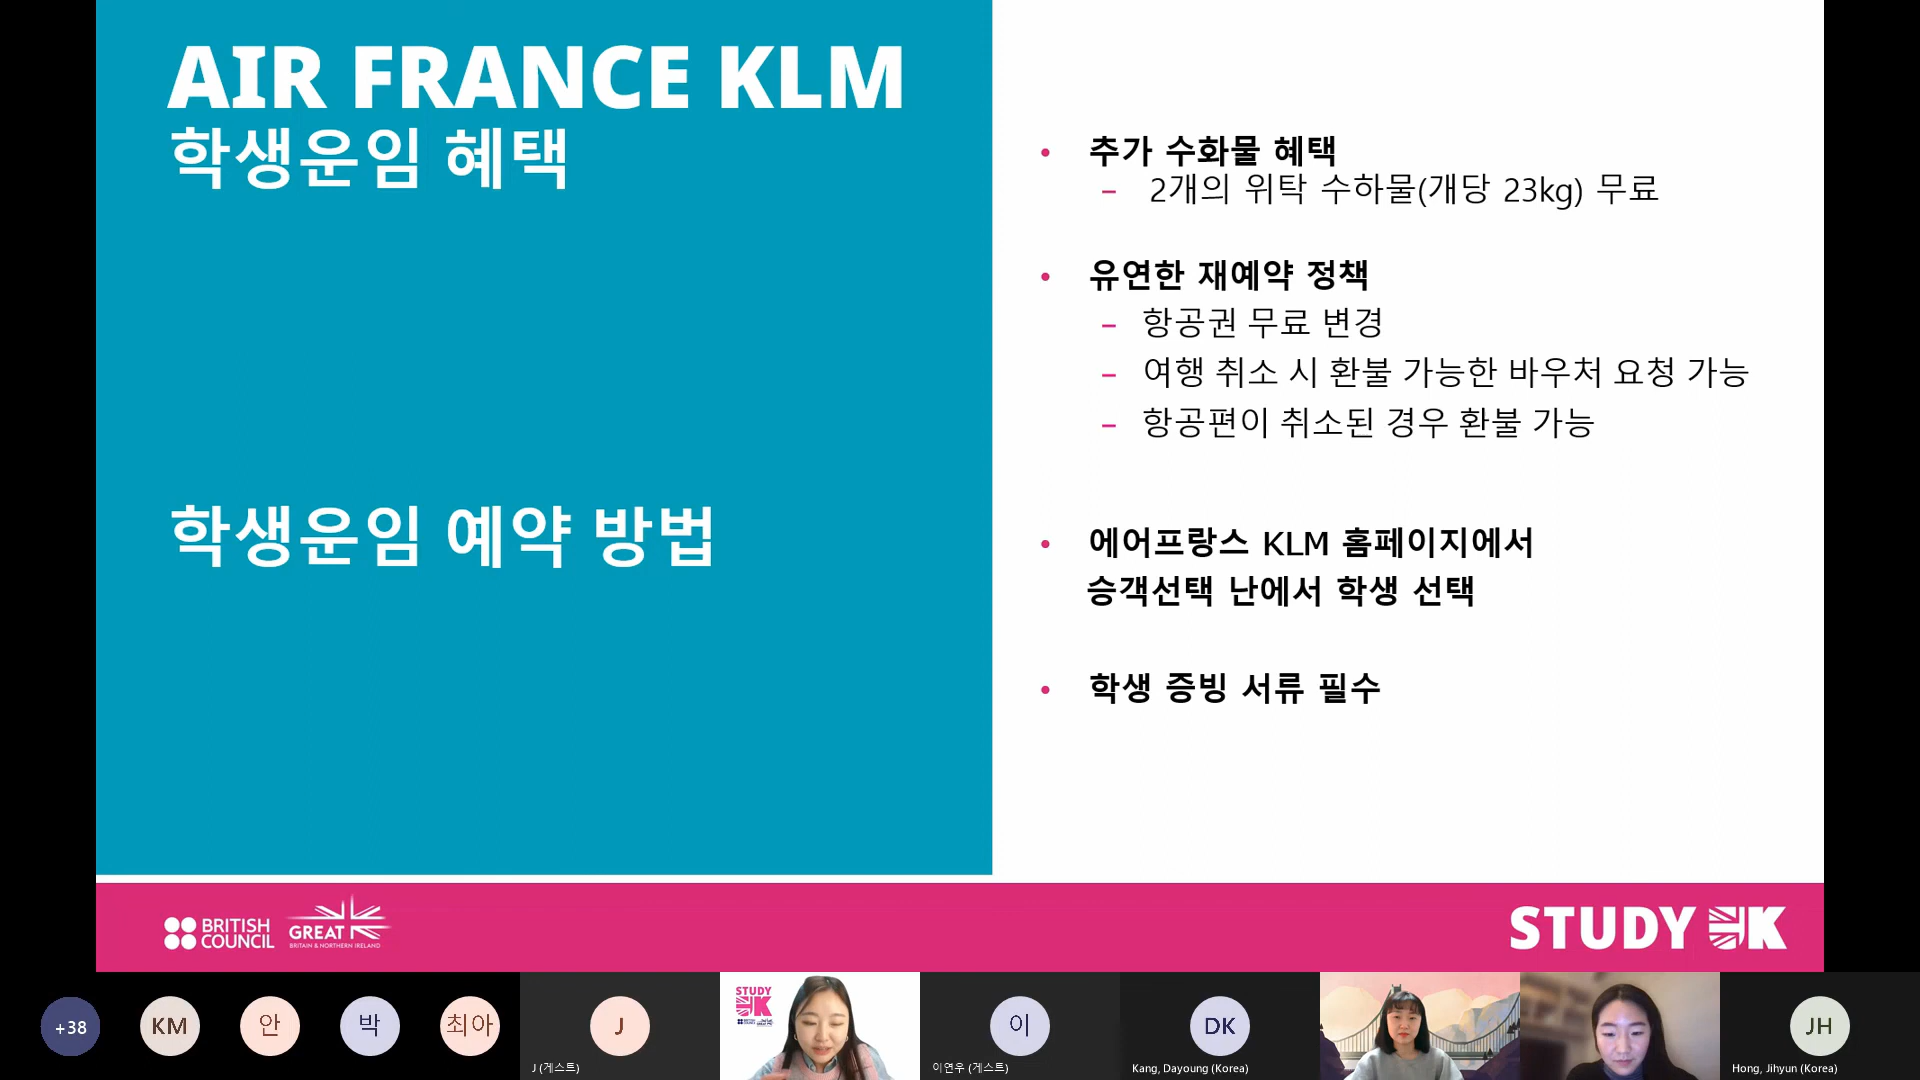 AIR FRANCE KLM
학생운임 혜택
• 추가 수화물 혜택
– 2개의 위탁 수하물(개당 23kg) 무료
• 유연한 재예약 정책
– 항공권 무료 변경
– 여행 취소 시 환불 가능한 바우처 요청 가능
– 항공편이 취소된 경우 환불 가능
학생운임 예약 방법
• 에어프랑스 KLM 홈페이지에서
승객선택 난에서 학생 선택
• 학생 증빙 서류 필수
BRITISH
COUNCIL
GREAT
BRITAIN & NORTHERN IRELAND
STUDY UK
+38
KM
안
박
최아
J
J (게스트)
STUDY
UK
이
이연우 (게스트)
DK
Kang, Dayoung (Korea)
JH
Hong, Jihyun (Korea)